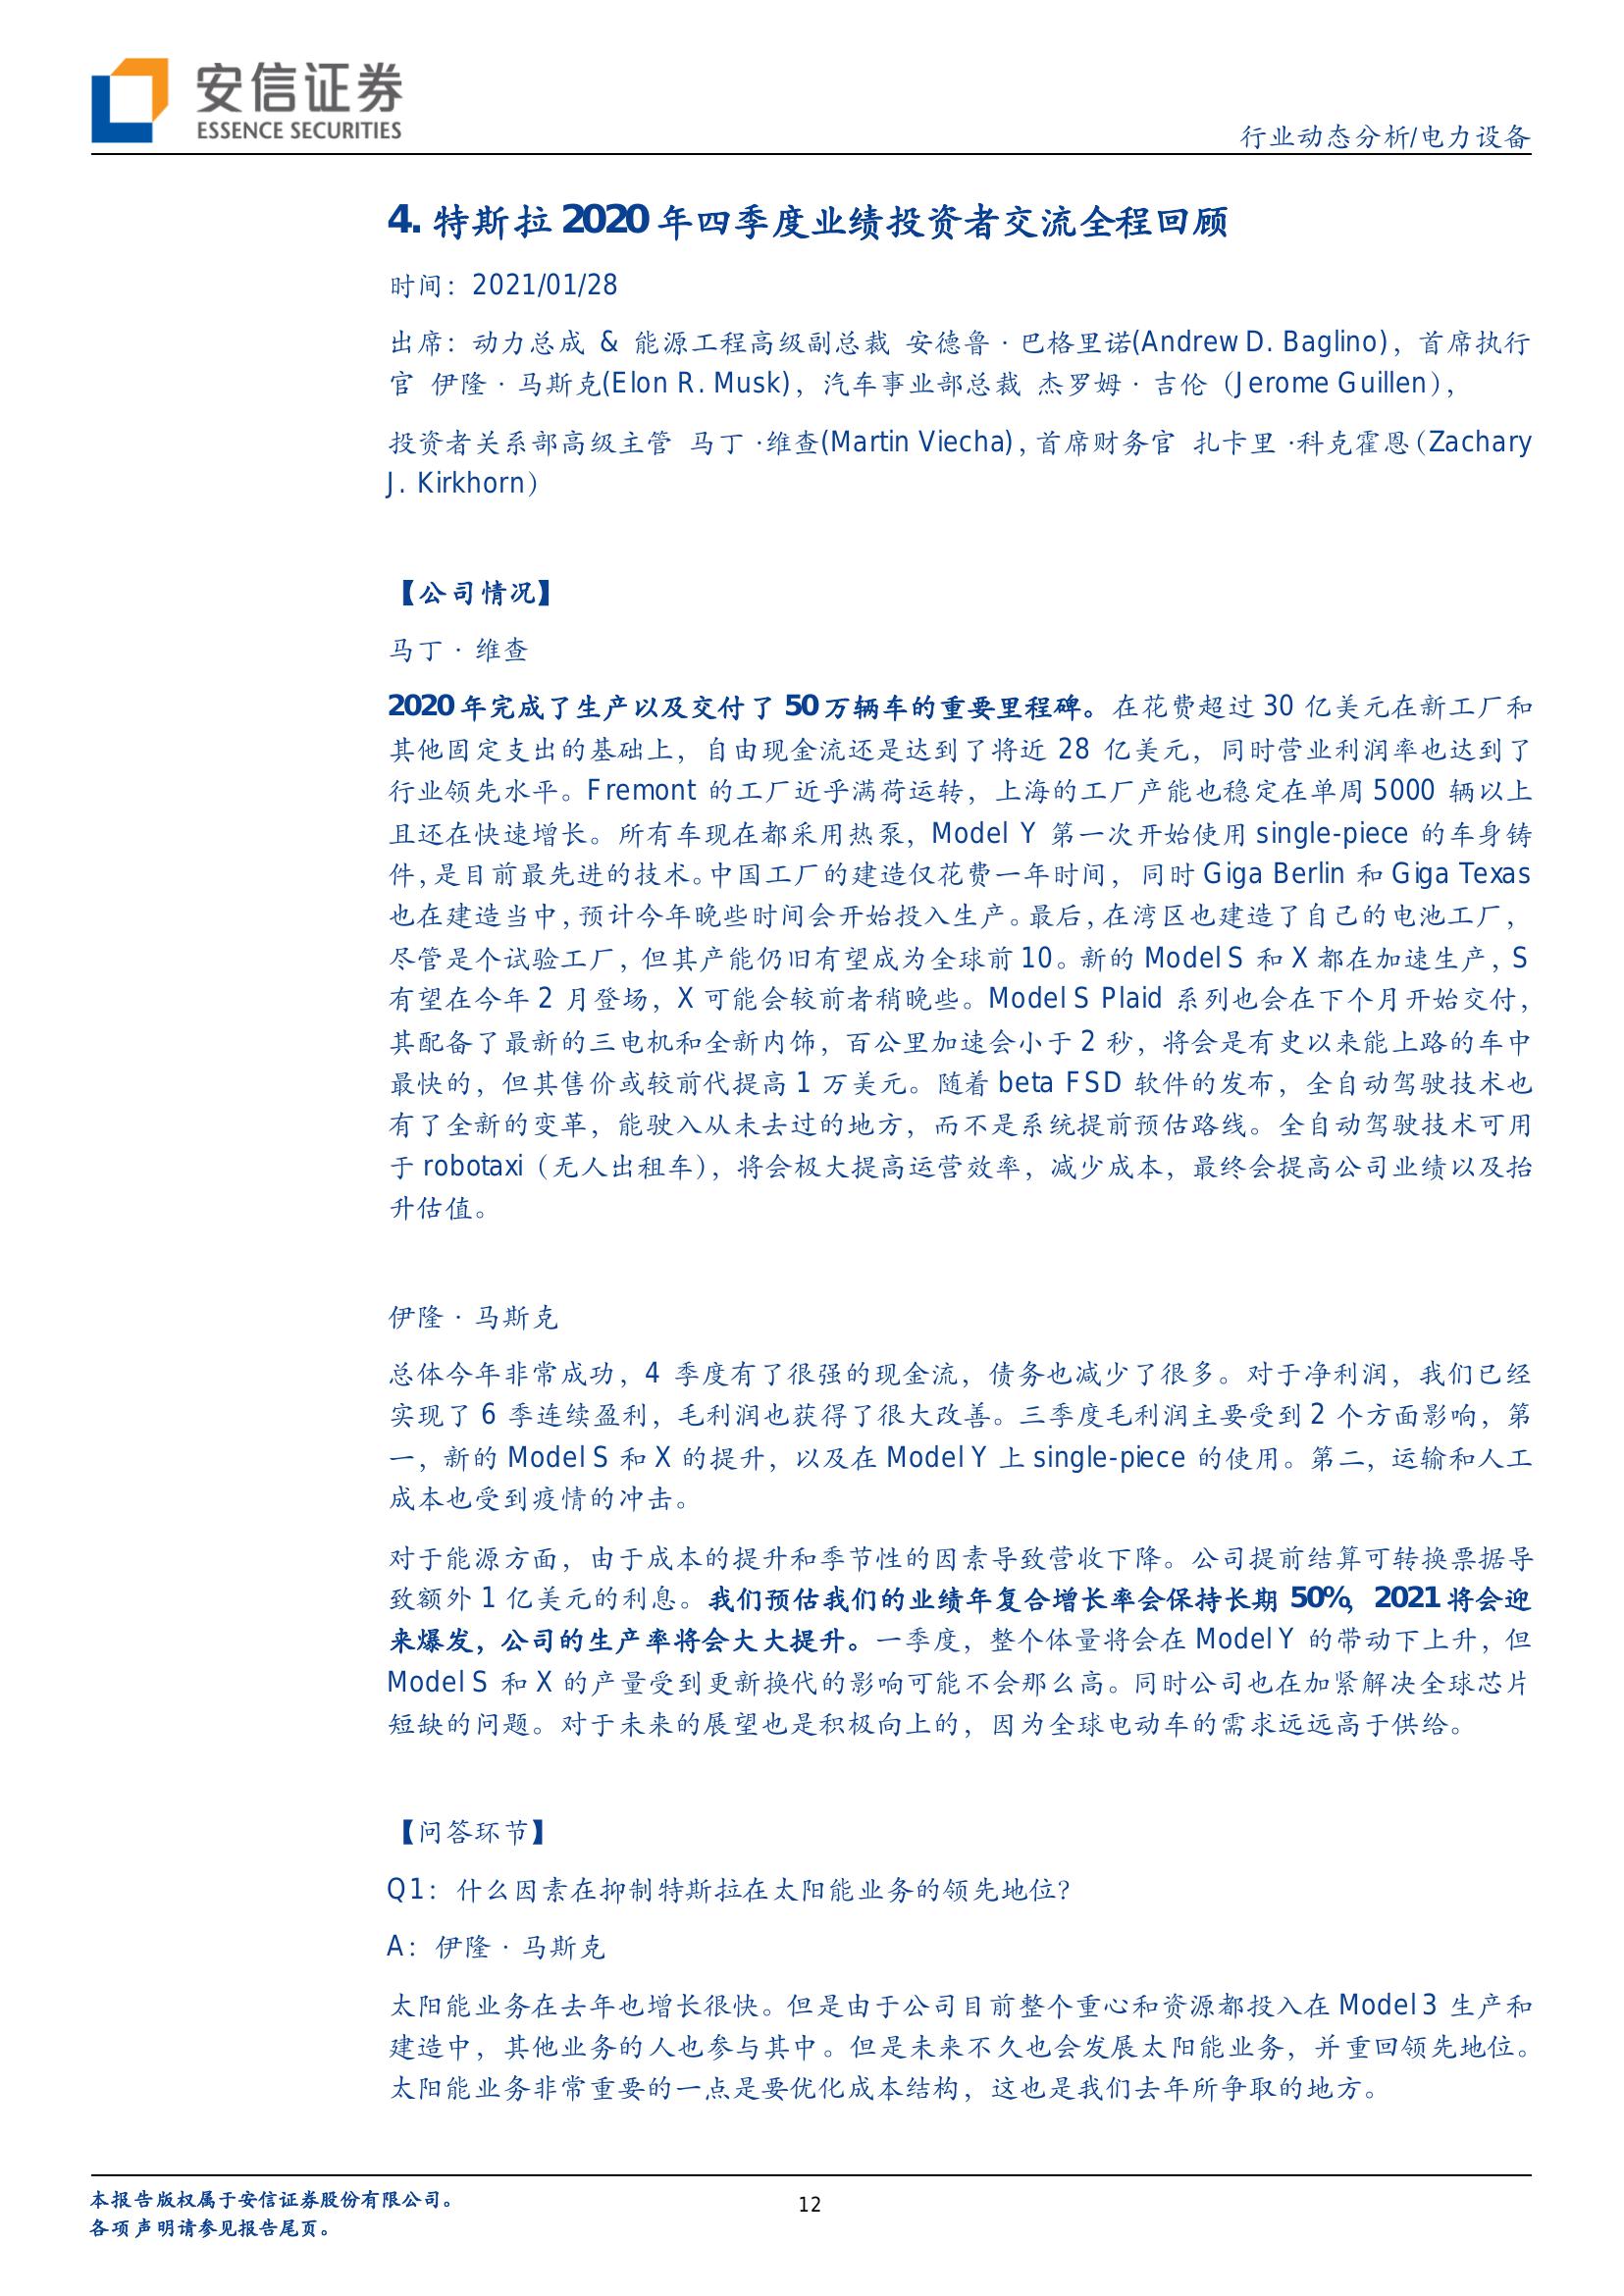 安信证券
ESSENCE SECURITIES
行业动态分析/电力设备
4. 特斯拉 2020 年四季度业绩投资者交流全程回顾
时间：2021/01/28
出席：动力总成 & 能源工程高级副总裁 安德鲁·巴格里诺(Andrew D. Baglino)，首席执行
官 伊隆·马斯克(Elon R. Musk)，汽车事业部总裁 杰罗姆·吉伦（Jerome Guillen），
投资者关系部高级主管 马丁·维查(Martin Viecha)，首席财务官 扎卡里·科克霍恩（Zachary
J. Kirkhorn）
【公司情况】
马丁·维查
2020 年完成了生产以及交付了 50 万辆车的重要里程碑。在花费超过 30 亿美元在新工厂和
其他固定支出的基础上，自由现金流还是达到了将近 28 亿美元，同时营业利润率也达到了
行业领先水平。Fremont 的工厂近乎满荷运转，上海的工厂产能也稳定在单周 5000 辆以上
且还在快速增长。所有车现在都采用热泵，Model Y 第一次开始使用 single-piece 的车身铸
件，是目前最先进的技术。中国工厂的建造仅花费一年时间，同时 Giga Berlin 和 Giga Texas
也在建造当中，预计今年晚些时间会开始投入生产。最后，在湾区也建造了自己的电池工厂，
尽管是个试验工厂，但其产能仍旧有望成为全球前 10。新的 Model S 和 X 都在加速生产，S
有望在今年 2 月登场，X 可能会较前者稍晚些。Model S Plaid 系列也会在下个月开始交付，
其配备了最新的三电机和全新内饰，百公里加速会小于 2 秒，将会是有史以来能上路的车中
最快的，但其售价或较前代提高 1 万美元。随着 beta FSD 软件的发布，全自动驾驶技术也
有了全新的变革，能驶入从未去过的地方，而不是系统提前预估路线。全自动驾驶技术可用
于 robotaxi（无人出租车），将会极大提高运营效率，减少成本，最终会提高公司业绩以及抬
升估值。
伊隆·马斯克
总体今年非常成功，4 季度有了很强的现金流，债务也减少了很多。对于净利润，我们已经
实现了 6 季连续盈利，毛利润也获得了很大改善。三季度毛利润主要受到 2 个方面影响，第
一，新的 Model S 和 X 的提升，以及在 Model Y 上 single-piece 的使用。第二，运输和人工
成本也受到疫情的冲击。
对于能源方面，由于成本的提升和季节性的因素导致营收下降。公司提前结算可转换票据导
致额外 1 亿美元的利息。我们预估我们的业绩年复合增长率会保持长期 50%，2021 将会迎
来爆发，公司的生产率将会大大提升。一季度，整个体量将会在 Model Y 的带动下上升，但
Model S 和 X 的产量受到更新换代的影响可能不会那么高。同时公司也在加紧解决全球芯片
短缺的问题。对于未来的展望也是积极向上的，因为全球电动车的需求远远高于供给。
【问答环节】
Q1：什么因素在抑制特斯拉在太阳能业务的领先地位？
A：伊隆·马斯克
太阳能业务在去年也增长很快。但是由于公司目前整个重心和资源都投入在 Model 3 生产和
建造中，其他业务的人也参与其中。但是未来不久也会发展太阳能业务，并重回领先地位。
太阳能业务非常重要的一点是要优化成本结构，这也是我们去年所争取的地方。
本报告版权属于安信证券股份有限公司。
12
各项声明请参见报告尾页。